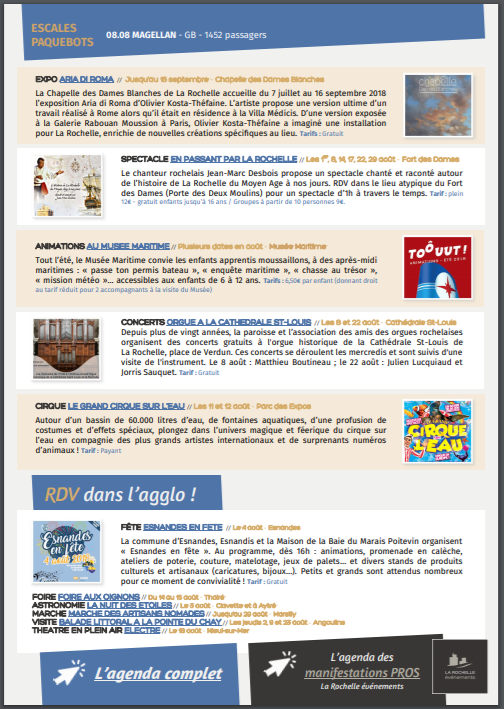 ESCALES
PAQUEBOTS
08.08 MAGELLAN - GB - 1452 passagers
EXPO ARIA DI ROMA // Jusqu'au 16 septembre - Chapelle des Dames Blanches
La Chapelle des Dames Blanches de La Rochelle accueille du 7 juillet au 16 septembre 2018
l'exposition Aria di Roma d'Olivier Kosta-Théfaine. L'artiste propose une version ultime d'un
travail réalisé à Rome alors qu'il était en résidence à la Villa Médicis. D'une version exposée
à la Galerie Rabouan Moussion à Paris, Olivier Kosta-Théfaine a imaginé une installation
pour La Rochelle, enrichie de nouvelles créations spécifiques au lieu. Tarifs : Gratuit
chapelle
SPECTACLE EN PASSANT PAR LA ROCHELLE // Les 1er, 8, 14, 17, 22, 29 août - Fort des Dames
Le chanteur rochelais Jean-Marc Desbois propose un spectacle chanté et raconté autour
de l'histoire de La Rochelle du Moyen Age à nos jours. RDV dans le lieu atypique du Fort
des Dames (Porte des Deux Moulins) pour un spectacle d'1h à travers le temps. Tarif : plein
12€ - gratuit enfants jusqu'à 16 ans / Groupes à partir de 10 personnes 9€.
ANIMATIONS AU MUSEE MARITIME // Plusieurs dates en août - Musée Maritime
Tout l'été, le Musée Maritime convie les enfants apprentis moussaillons, à des après-midi
maritimes : « passe ton permis bateau », « enquête maritime », « chasse au trésor »,
« mission météo »... accessibles aux enfants de 6 à 12 ans. Tarifs : 6,50€ par enfant (donnant droit
au tarif réduit pour 2 accompagnants à la visite du Musée)
TOÛUUT !
ANIMATIONS - ÉTÉ 2018
CONCERTS ORGUE A LA CATHEDRALE ST-LOUIS // Les 8 et 22 août - Cathédrale St-Louis
Depuis plus de vingt années, la paroisse et l'association des amis des orgues rochelaises
organisent des concerts gratuits à l'orgue historique de la Cathédrale St-Louis de
La Rochelle, place de Verdun. Ces concerts se déroulent les mercredis et sont suivis d'une
visite de l'instrument. Le 8 août : Matthieu Boutineau ; le 22 août : Julien Lucquiaud et
Jorris Sauquet. Tarif : Gratuit
CIRQUE LE GRAND CIRQUE SUR L'EAU // Les 11 et 12 août - Parc des Expos
Autour d'un bassin de 60.000 litres d'eau, de fontaines aquatiques, d'une profusion de
costumes et d'effets spéciaux, plongez dans l'univers magique et féerique du cirque sur
l'eau en compagnie des plus grands artistes internationaux et de surprenants numéros
d'animaux ! Tarif : Payant
CIRQUE
L'EAU
RDV dans l'agglo !
Esnandes
en Fête
4 août 2018
FÊTE ESNANDES EN FETE // Le 4 août - Esnandes
La commune d'Esnandes, Esnandis et la Maison de la Baie du Marais Poitevin organisent
« Esnandes en fête ». Au programme, dès 16h : animations, promenade en calèche,
ateliers de poterie, couture, matelotage, jeux de palets... et divers stands de produits
culturels et artisanaux (caricatures, bijoux...). Petits et grands sont attendus nombreux
pour ce moment de convivialité ! Tarif : Gratuit
FOIRE FOIRE AUX OIGNONS // Du 14 au 15 août - Thairé
ASTRONOMIE LA NUIT DES ETOILES // Le 5 août - Clavette et à Aytré
MARCHE MARCHE DES ARTISANS NOMADES // Jusqu'au 26 août - Marsilly
VISITE BALADE LITTORAL A LA POINTE DU CHAY // Les jeudis 2, 9 et 23 août - Angoulins
THEATRE EN PLEIN AIR ELECTRE // Le 18 août - Nieul-sur-Mer
L'agenda complet
L'agenda des
manifestations PROS
La Rochelle événements
LA ROCHELLE
événements